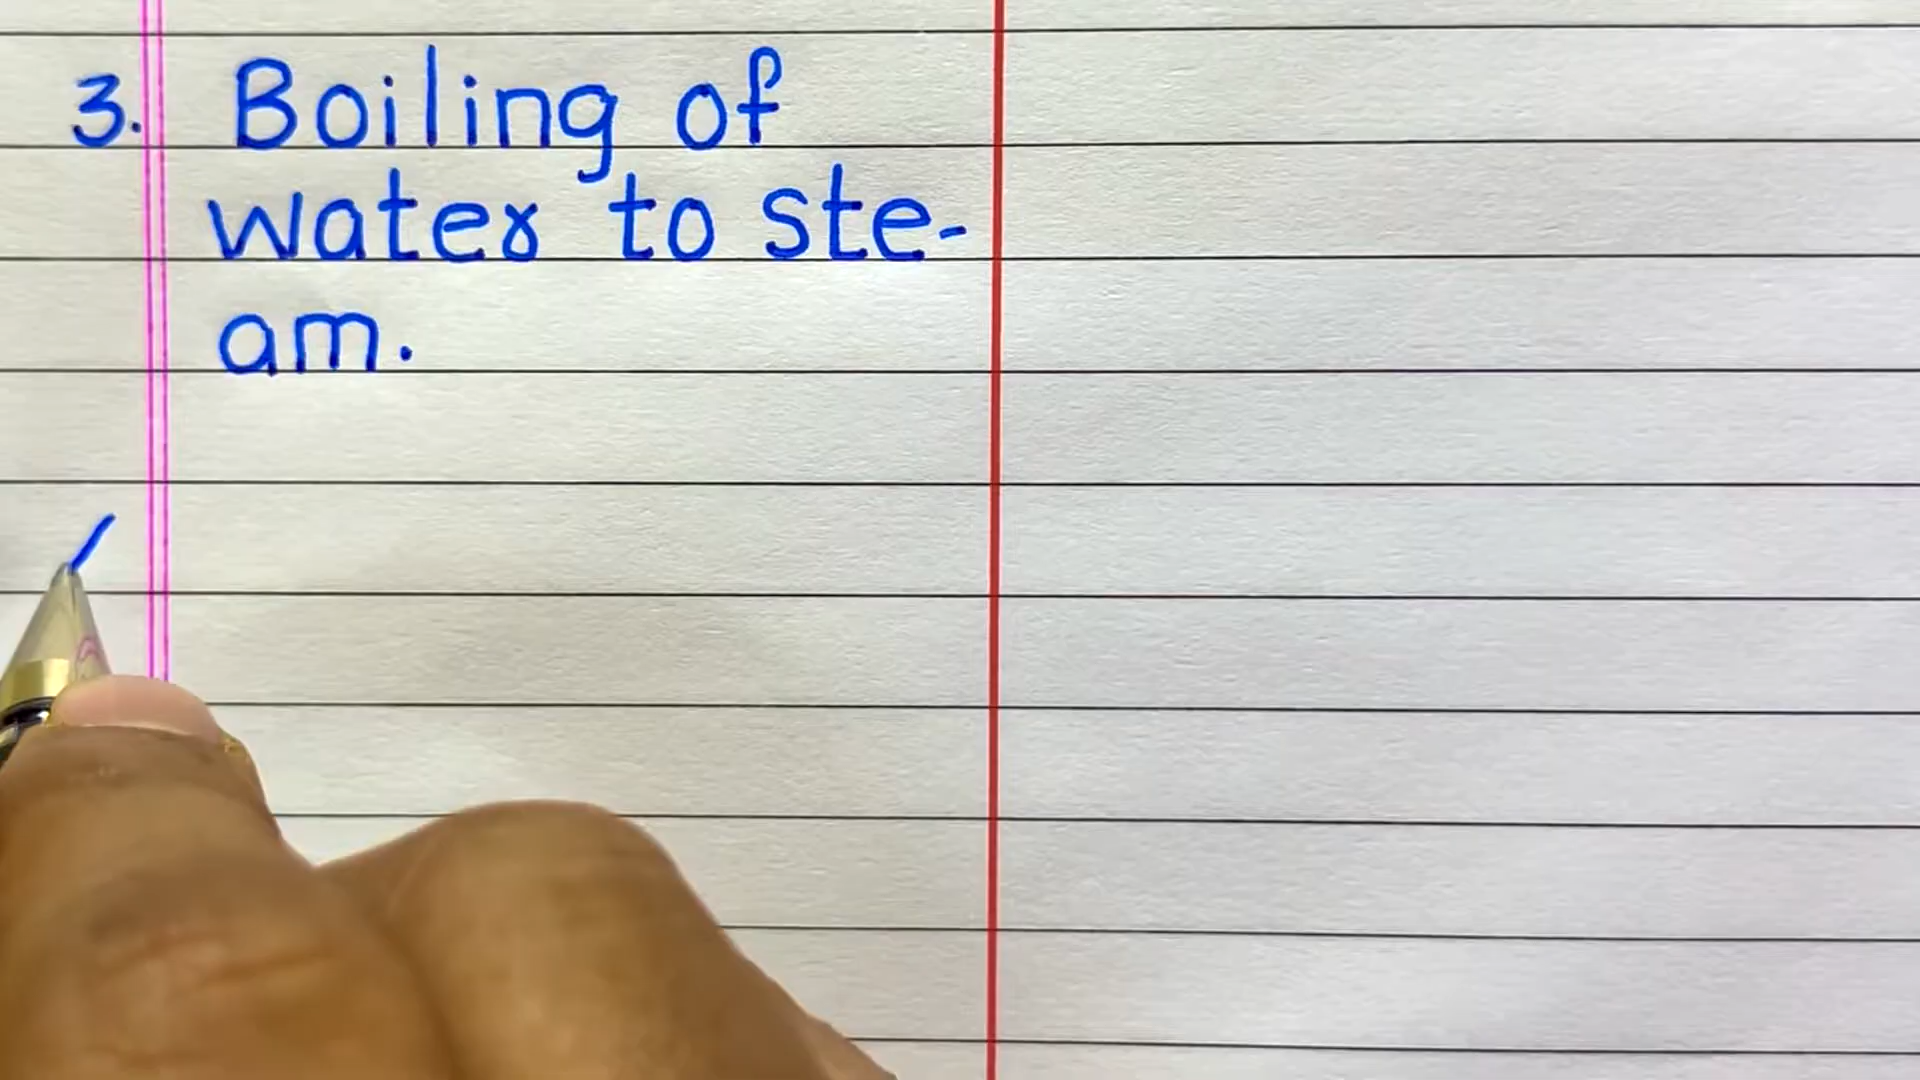 3. Boiling of
water to ste-
am.